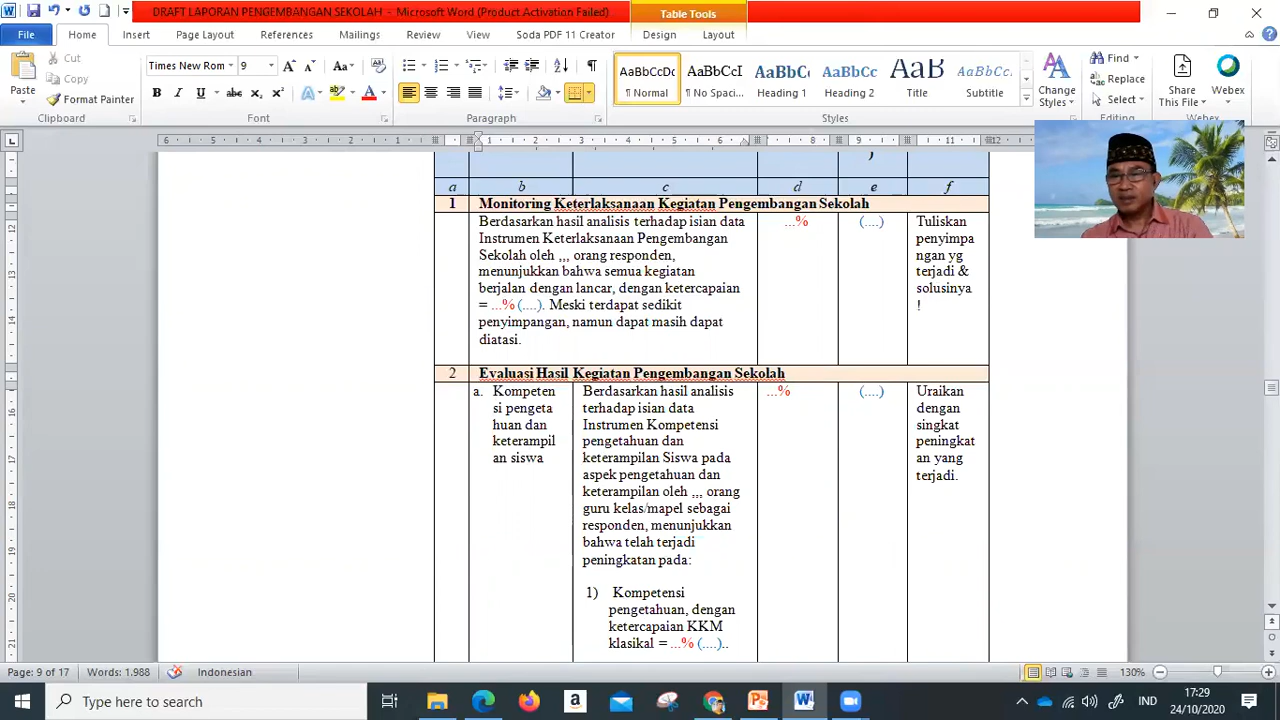 DRAFT LAPORAN PENGEMBANGAN SEKOLAH - Microsoft Word (Product Activation Failed)
Table Tools
File Home Insert Page Layout References Mailings Review View Soda PDF 11 Creator Design Layout
Paste
Cut
Copy
Format Painter
Clipboard
Times New Rom 9
Font
Paragraph
AaBbCcDc AaBbCcI AaBbCc AaBbCc AaB AaBbCcL
¶ Normal ¶ No Spaci... Heading 1 Heading 2 Title Subtitle
Styles
Change Styles
Find
Replace
Select
Editing
Share This File
Webex
Webex
a b c d e f
1 Monitoring Keterlaksanaan Kegiatan Pengembangan Sekolah
Berdasarkan hasil analisis terhadap isian data
Instrumen Keterlaksanaan Pengembangan
Sekolah oleh ,,, orang responden,
menunjukkan bahwa semua kegiatan
berjalan dengan lancar, dengan ketercapaian
= ...% (....). Meski terdapat sedikit
penyimpangan, namun dapat masih dapat
diatasi.
...%
(....)
Tuliskan
penyimpa
ngan yg
terjadi &
solusinya
!
2 Evaluasi Hasil Kegiatan Pengembangan Sekolah
a. Kompeten
si pengeta
huan dan
keterampil
an siswa
Berdasarkan hasil analisis
terhadap isian data
Instrumen Kompetensi
pengetahuan dan
keterampilan Siswa pada
aspek pengetahuan dan
keterampilan oleh ,,, orang
guru kelas/mapel sebagai
responden, menunjukkan
bahwa telah terjadi
peningkatan pada:
1) Kompetensi
pengetahuan, dengan
ketercapaian KKM
klasikal = ...% (....)..
...%
(....)
Uraikan
dengan
singkat
peningkat
an yang
terjadi.
Page: 9 of 17 Words: 1.988 Indonesian 130%
Type here to search
IND
17:29
24/10/2020